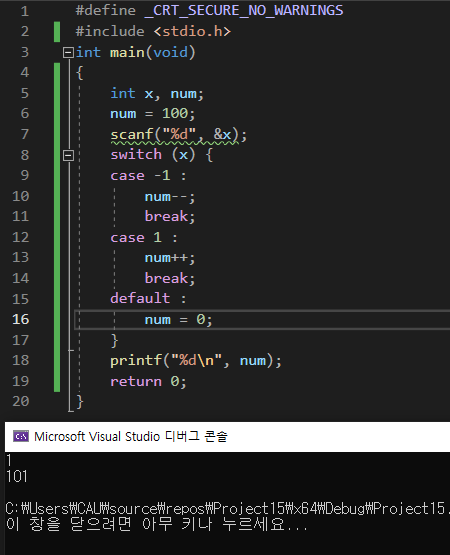 1 #define _CRT_SECURE_NO_WARNINGS
2 #include <stdio.h>
3 int main(void)
4 {
5 int x, num;
6 num = 100;
7 scanf("%d", &x);
8 switch (x) {
9 case -1 :
10 num--;
11 break;
12 case 1 :
13 num++;
14 break;
15 default :
16 num = 0;
17 }
18 printf("%d\n", num);
19 return 0;
20 }
Microsoft Visual Studio 디버그 콘솔
1
101
C:₩Users₩CAU₩source₩repos₩Project15₩x64₩Debug₩Project15.
이 창을 닫으려면 아무 키나 누르세요...